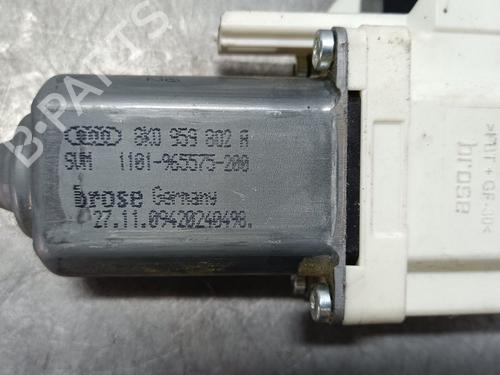 8K0 959 802 A
SWM 1101-965575-200
brose Germany
27.11.09420240498.
brose
B-PARTS